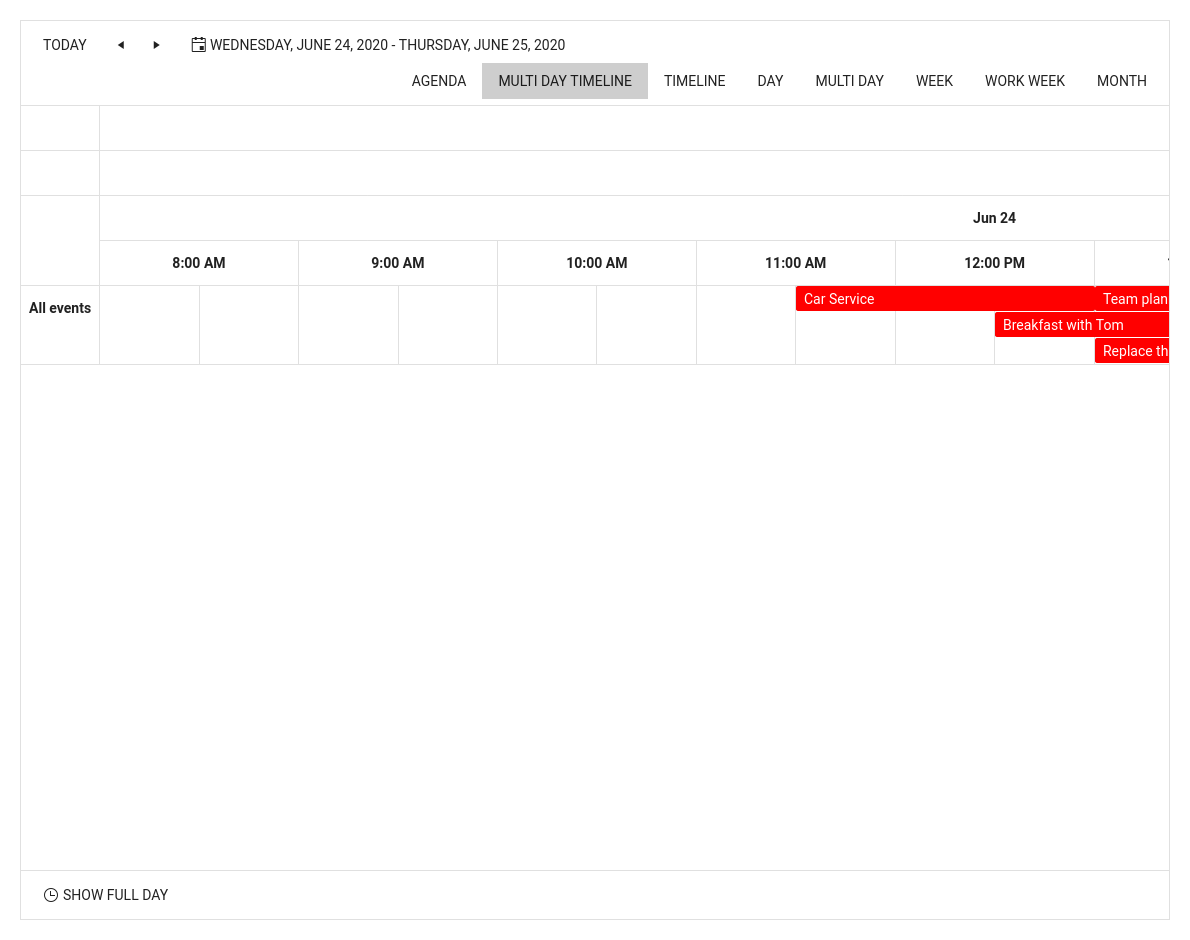 TODAY
WEDNESDAY, JUNE 24, 2020 - THURSDAY, JUNE 25, 2020
AGENDA MULTI DAY TIMELINE TIMELINE DAY MULTI DAY WEEK WORK WEEK MONTH
Jun 24
8:00 AM 9:00 AM 10:00 AM 11:00 AM 12:00 PM
All events
Car Service Team plan
Breakfast with Tom
Replace th
SHOW FULL DAY